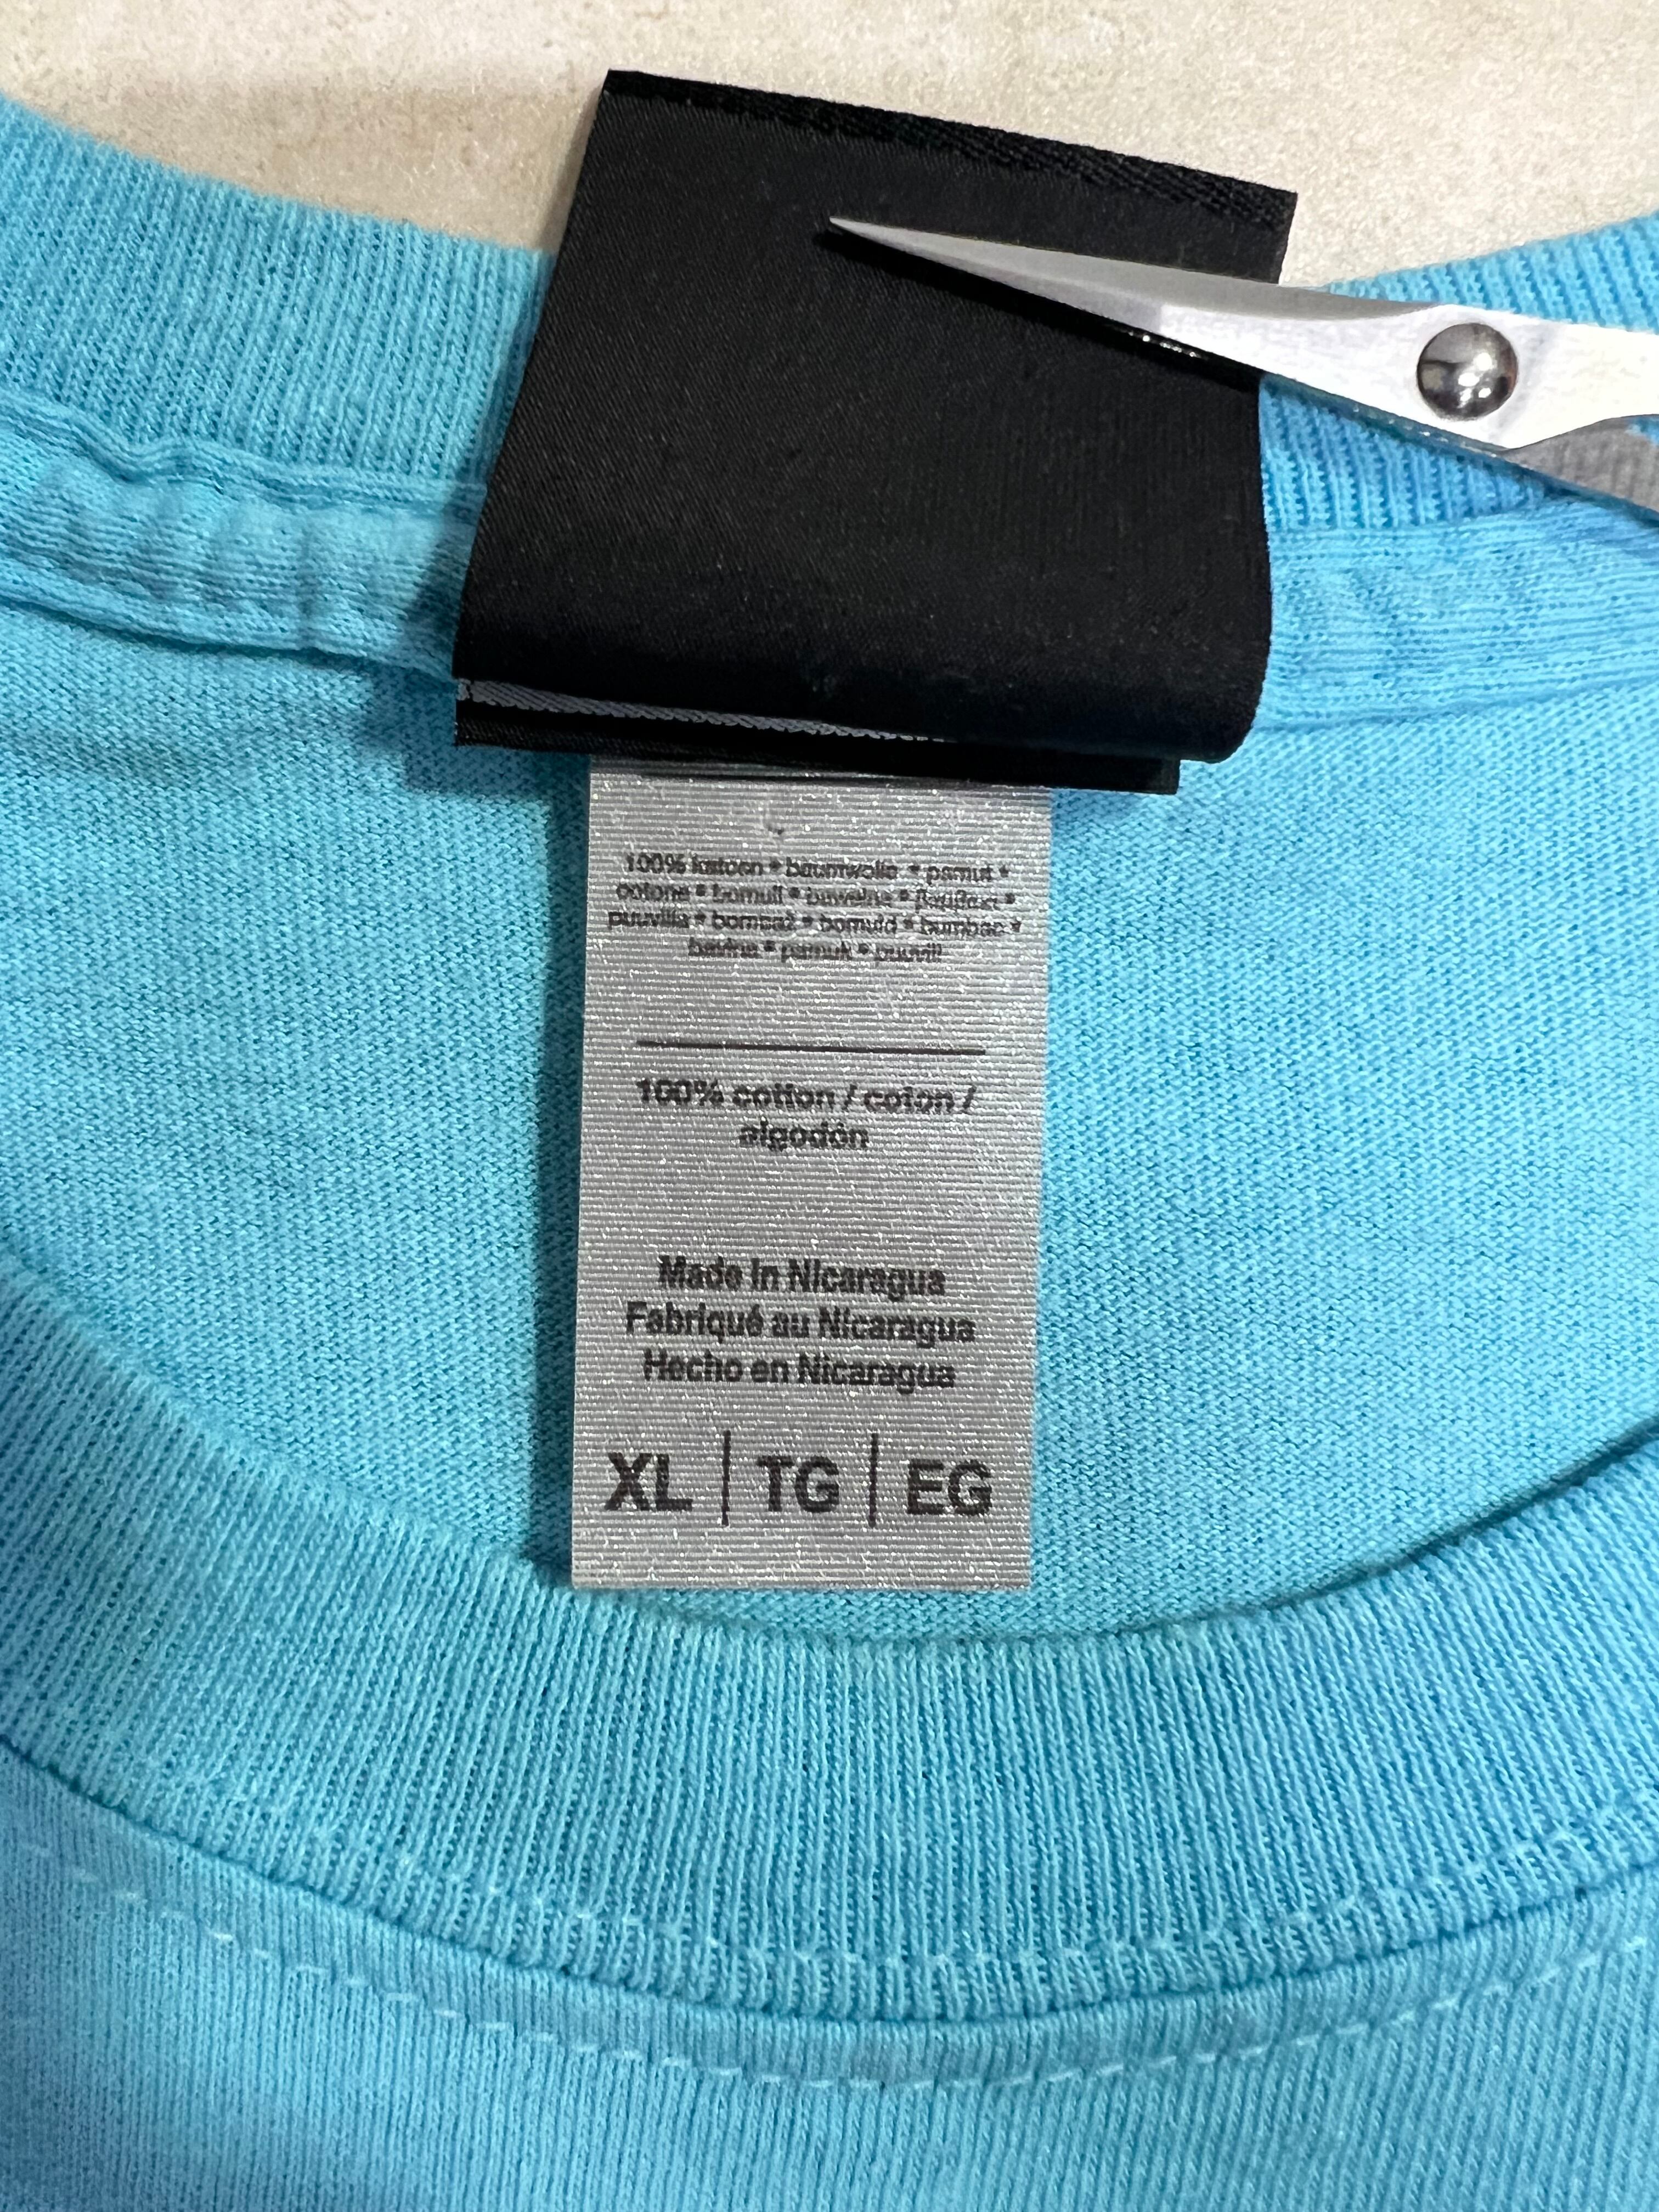 100% katoen * baumwolle * pamut *
cotone * bomull * bawełna * βαμβάκι *
puuvilla * bombaž * bomuld * bumbac *
bavlna * pamuk * puuvill
100% cotton / coton /
algodón
Made in Nicaragua
Fabriqué au Nicaragua
Hecho en Nicaragua
XL | TG | EG